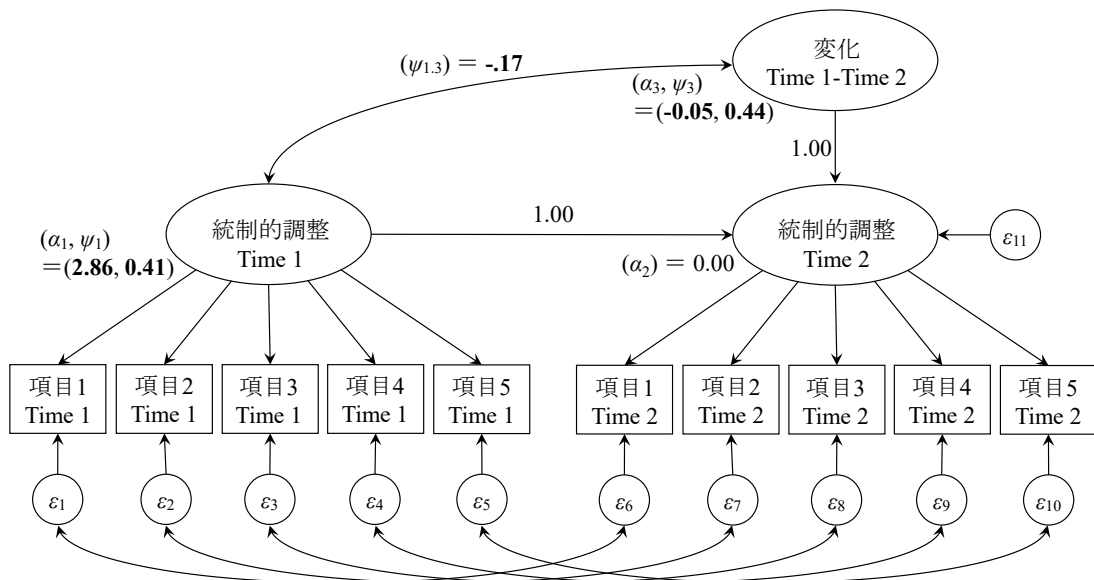 変化
Time 1-Time 2
(ψ1.3) = -.17
(α3, ψ3)
=(-0.05, 0.44)
1.00
統制的調整
Time 1
1.00
統制的調整
Time 2
ε11
(α1, ψ1)
=(2.86, 0.41)
(α2) = 0.00
項目1
Time 1
項目2
Time 1
項目3
Time 1
項目4
Time 1
項目5
Time 1
項目1
Time 2
項目2
Time 2
項目3
Time 2
項目4
Time 2
項目5
Time 2
ε1
ε2
ε3
ε4
ε5
ε6
ε7
ε8
ε9
ε10